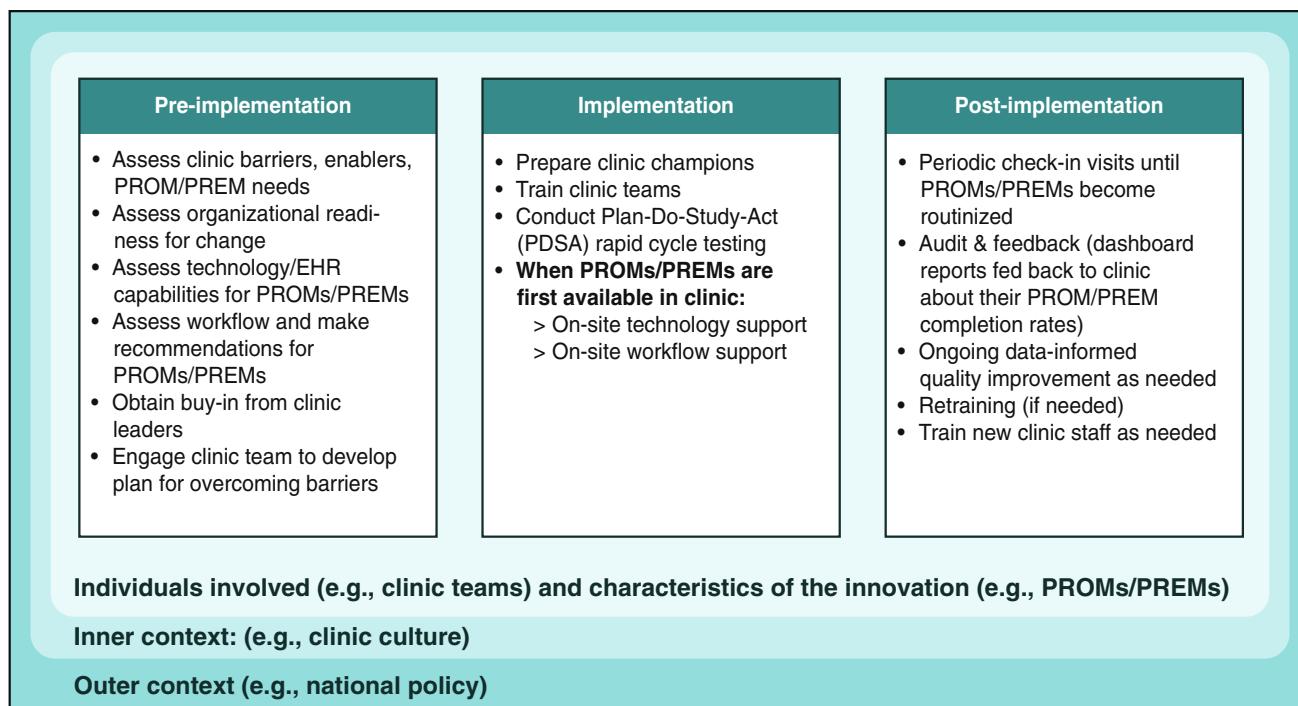 Pre-implementation
• Assess clinic barriers, enablers,
PROM/PREM needs
• Assess organizational readi-
ness for change
• Assess technology/EHR
capabilities for PROMs/PREMs
• Assess workflow and make
recommendations for
PROMs/PREMs
• Obtain buy-in from clinic
leaders
• Engage clinic team to develop
plan for overcoming barriers
Implementation
• Prepare clinic champions
• Train clinic teams
• Conduct Plan-Do-Study-Act
(PDSA) rapid cycle testing
• When PROMs/PREMs are
first available in clinic:
> On-site technology support
> On-site workflow support
Post-implementation
• Periodic check-in visits until
PROMs/PREMs become
routinized
• Audit & feedback (dashboard
reports fed back to clinic
about their PROM/PREM
completion rates)
• Ongoing data-informed
quality improvement as needed
• Retraining (if needed)
• Train new clinic staff as needed
Individuals involved (e.g., clinic teams) and characteristics of the innovation (e.g., PROMs/PREMs)
Inner context: (e.g., clinic culture)
Outer context (e.g., national policy)